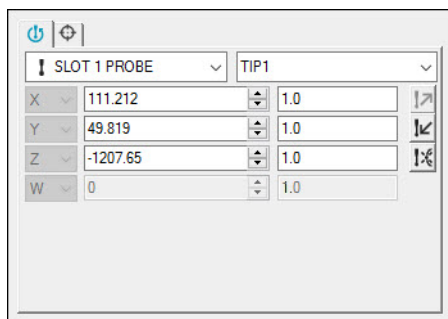 SLOT 1 PROBE TIP1
X 111.212 1.0
Y 49.819 1.0
Z -1207.65 1.0
W 0 1.0